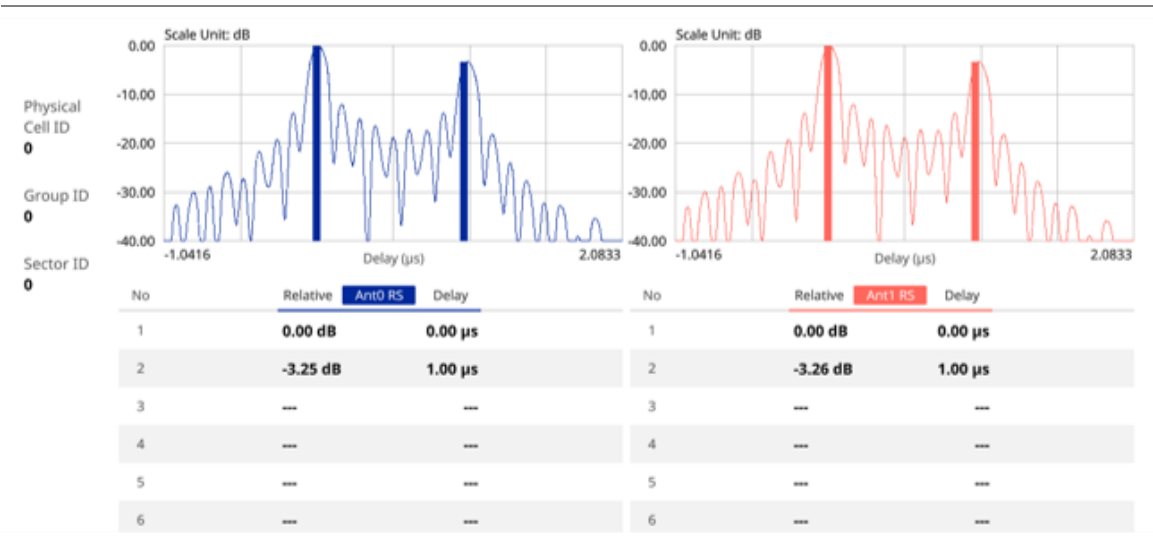 Physical
Cell ID
0
Group ID
0
Sector ID
0
Scale Unit: dB
0.00
-10.00
-20.00
-30.00
-40.00
-1.0416
Delay (μs)
2.0833
Scale Unit: dB
0.00
-10.00
-20.00
-30.00
-40.00
-1.0416
Delay (μs)
2.0833
No Relative Ant0 RS Delay
1 0.00 dB 0.00 μs
2 -3.25 dB 1.00 μs
3 --- ---
4 --- ---
5 --- ---
6 --- ---
No Relative Ant1 RS Delay
1 0.00 dB 0.00 μs
2 -3.26 dB 1.00 μs
3 --- ---
4 --- ---
5 --- ---
6 --- ---